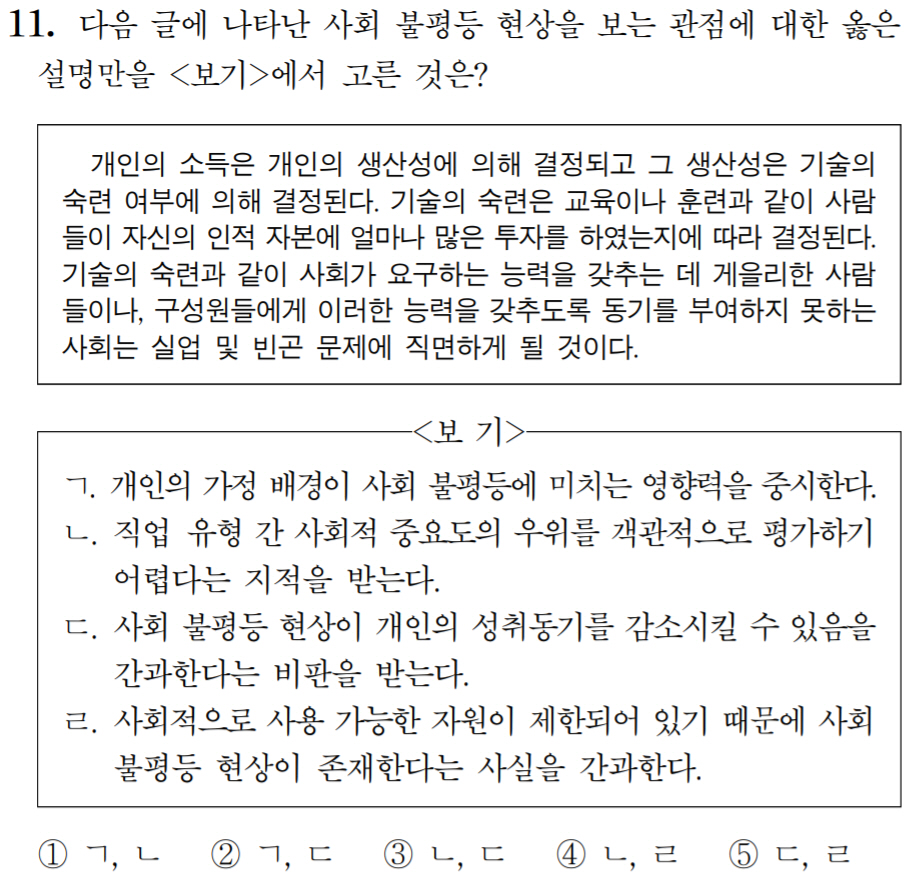 11. 다음 글에 나타난 사회 불평등 현상을 보는 관점에 대한 옳은
설명만을 <보기>에서 고른 것은?
개인의 소득은 개인의 생산성에 의해 결정되고 그 생산성은 기술의
숙련 여부에 의해 결정된다. 기술의 숙련은 교육이나 훈련과 같이 사람
들이 자신의 인적 자본에 얼마나 많은 투자를 하였는지에 따라 결정된다.
기술의 숙련과 같이 사회가 요구하는 능력을 갖추는 데 게을리한 사람
들이나, 구성원들에게 이러한 능력을 갖추도록 동기를 부여하지 못하는
사회는 실업 및 빈곤 문제에 직면하게 될 것이다.
<보 기>
ㄱ. 개인의 가정 배경이 사회 불평등에 미치는 영향력을 중시한다.
ㄴ. 직업 유형 간 사회적 중요도의 우위를 객관적으로 평가하기
어렵다는 지적을 받는다.
ㄷ. 사회 불평등 현상이 개인의 성취동기를 감소시킬 수 있음을
간과한다는 비판을 받는다.
ㄹ. 사회적으로 사용 가능한 자원이 제한되어 있기 때문에 사회
불평등 현상이 존재한다는 사실을 간과한다.
① ㄱ, ㄴ ② ㄱ, ㄷ ③ ㄴ, ㄷ ④ ㄴ, ㄹ ⑤ ㄷ, ㄹ